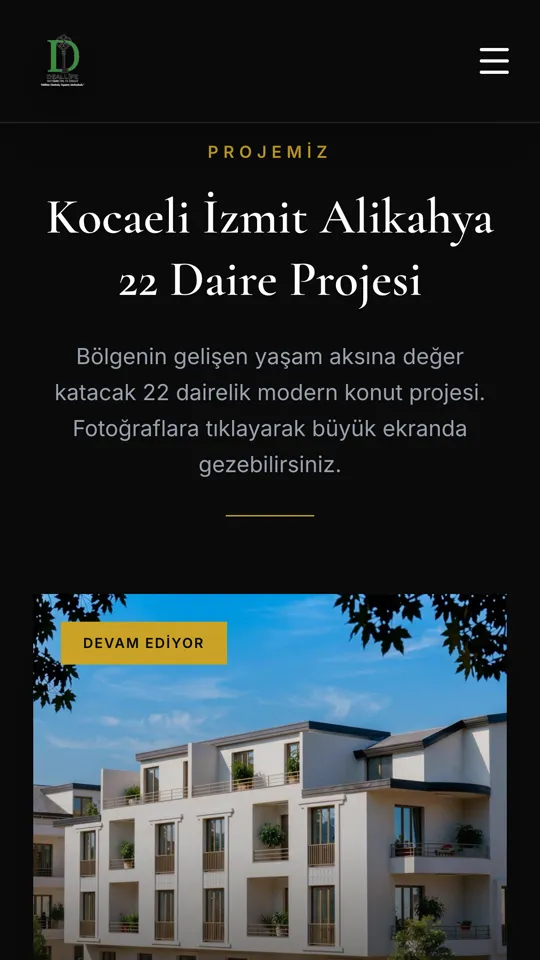 D
DEALLIFE
PROJEMİZ
Kocaeli İzmit Alikahya
22 Daire Projesi
Bölgenin gelişen yaşam aksına değer
katacak 22 dairelik modern konut projesi.
Fotoğraflara tıklayarak büyük ekranda
gezebilirsiniz.
DEVAM EDİYOR